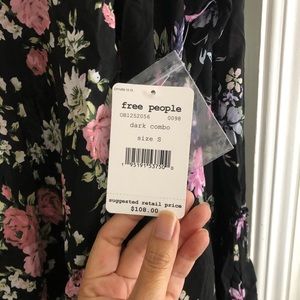 free people
OB1252056 0098
dark combo
size S
suggested retail price
$108.00